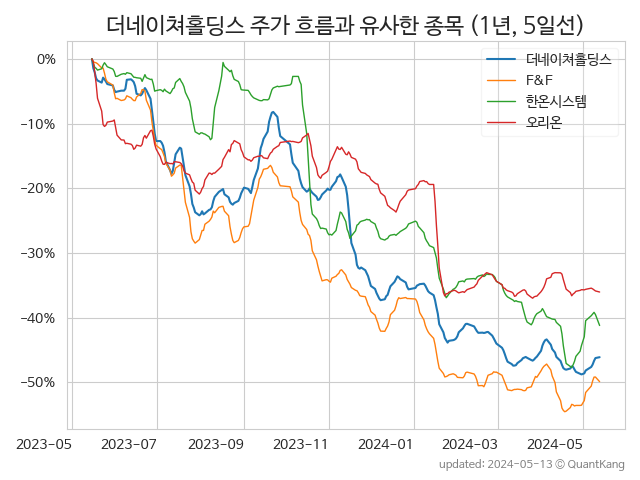 더네이쳐홀딩스 주가 흐름과 유사한 종목 (1년, 5일선)
더네이쳐홀딩스
F&F
한온시스템
오리온
0%
−10%
−20%
−30%
−40%
−50%
2023-05
2023-07
2023-09
2023-11
2024-01
2024-03
2024-05
updated: 2024-05-13 © QuantKang